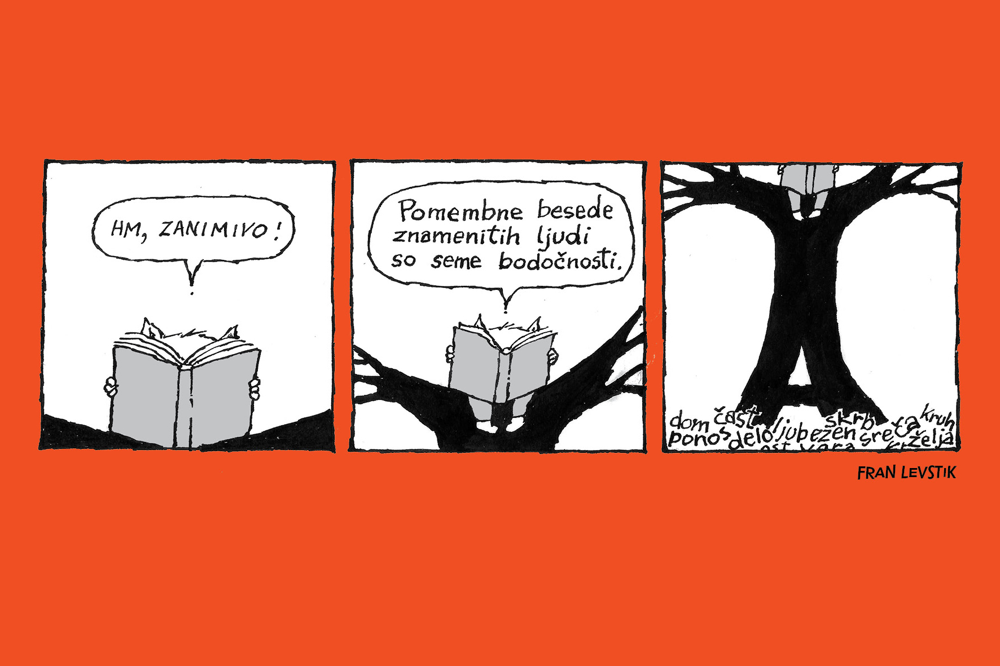 HM, ZANIMIVO!
Pomembne besede
znamenitih ljudi
so seme bodočnosti.
dom čast skrb kruh
ponos delo ljubezen sreča želja
vara
FRAN LEVSTIK